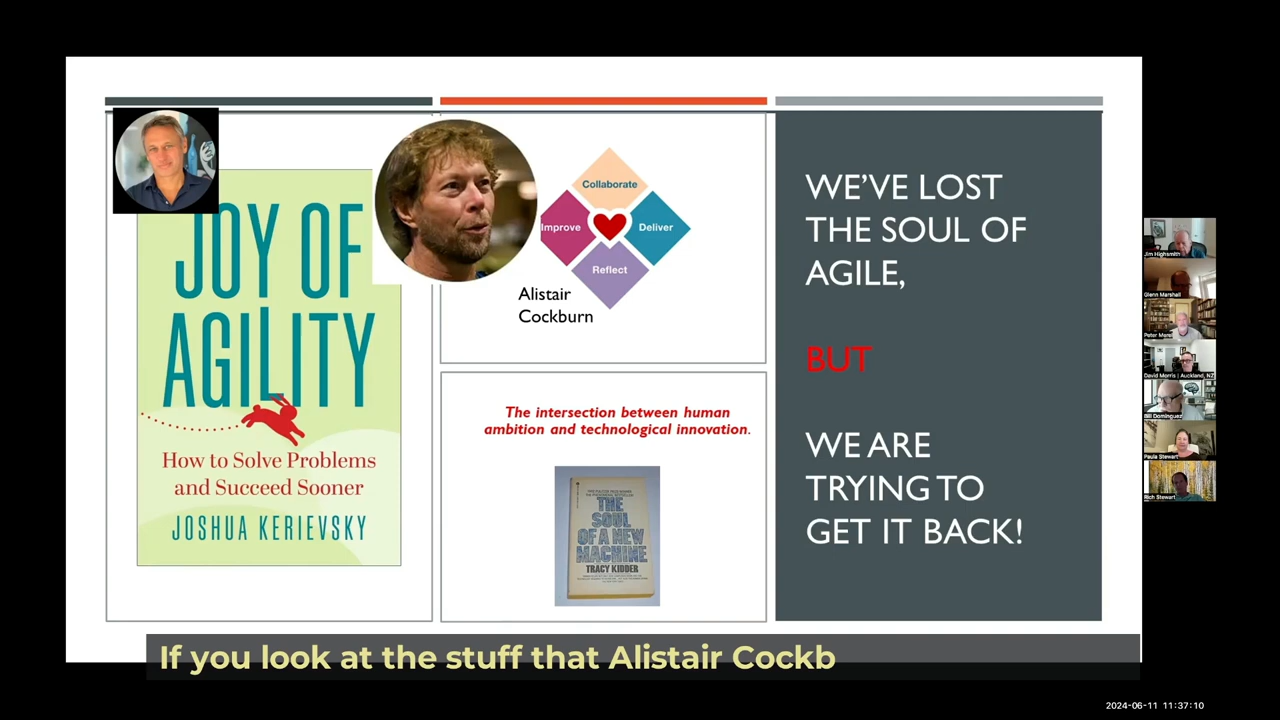 JOY OF
AGILITY
How to Solve Problems
and Succeed Sooner
JOSHUA KERIEVSKY
Collaborate
Improve
Deliver
Reflect
Alistair
Cockburn
The intersection between human
ambition and technological innovation.
THE
SOUL
OF A NEW
MACHINE
TRACY KIDDER
WE'VE LOST
THE SOUL OF
AGILE,
BUT
WE ARE
TRYING TO
GET IT BACK!
Jim Highsmith
Glenn Marshall
David Morris | Auckland, NZ
Bill Dominguez
Paula Stewart
Rich Stewart
If you look at the stuff that Alistair Cockb
2024-06-11 11:37:10